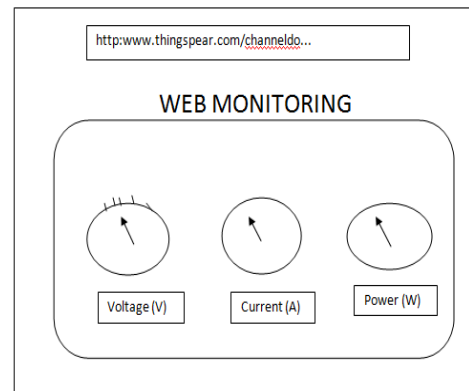 http:www.thingspear.com/channeldo...
WEB MONITORING
Voltage (V)
Current (A)
Power (W)